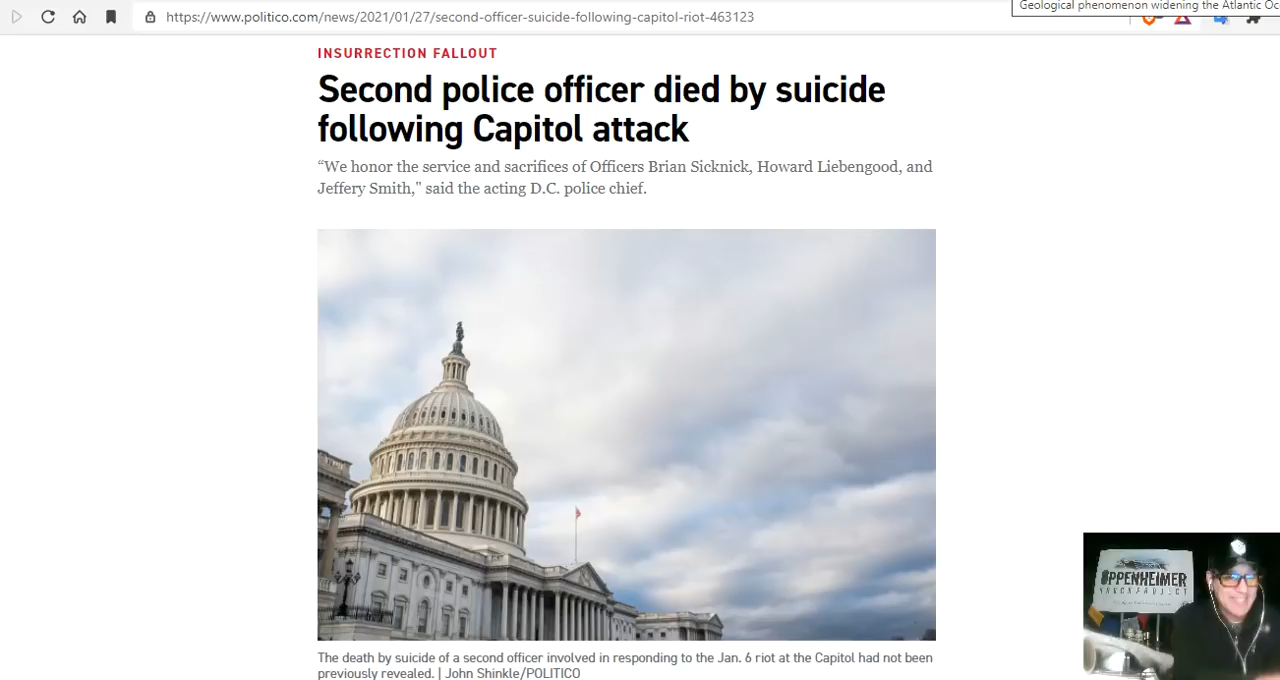 Geological phenomenon widening the Atlantic Oc
https://www.politico.com/news/2021/01/27/second-officer-suicide-following-capitol-riot-463123
INSURRECTION FALLOUT
Second police officer died by suicide
following Capitol attack
“We honor the service and sacrifices of Officers Brian Sicknick, Howard Liebengood, and
Jeffery Smith," said the acting D.C. police chief.
The death by suicide of a second officer involved in responding to the Jan. 6 riot at the Capitol had not been
previously revealed. | John Shinkle/POLITICO
OPPENHEIMER